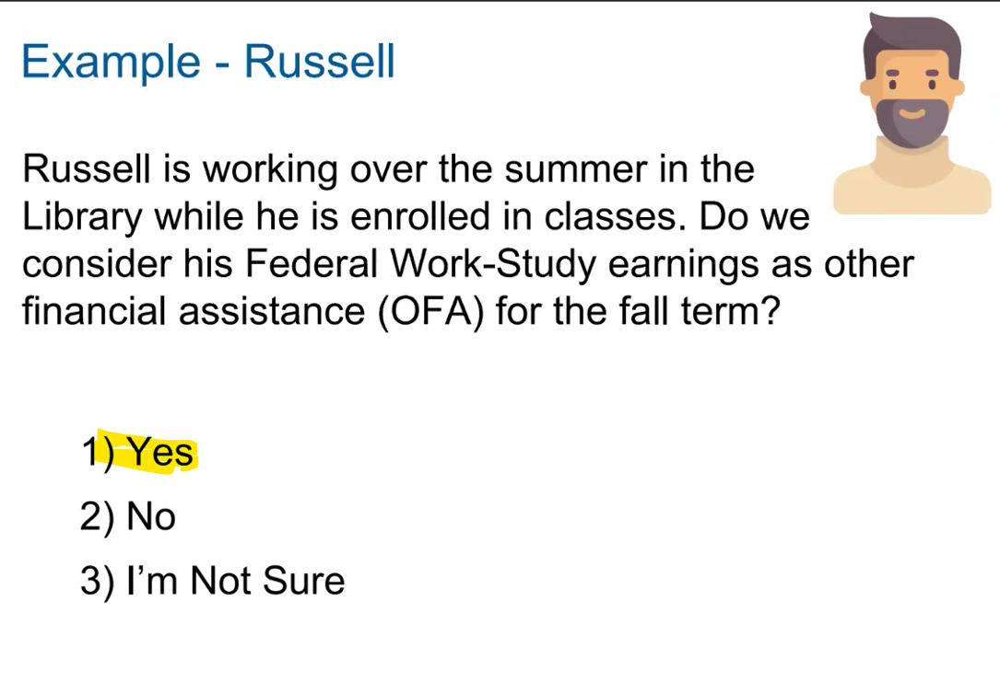 Example - Russell
Russell is working over the summer in the
Library while he is enrolled in classes. Do we
consider his Federal Work-Study earnings as other
financial assistance (OFA) for the fall term?
1) Yes
2) No
3) I’m Not Sure